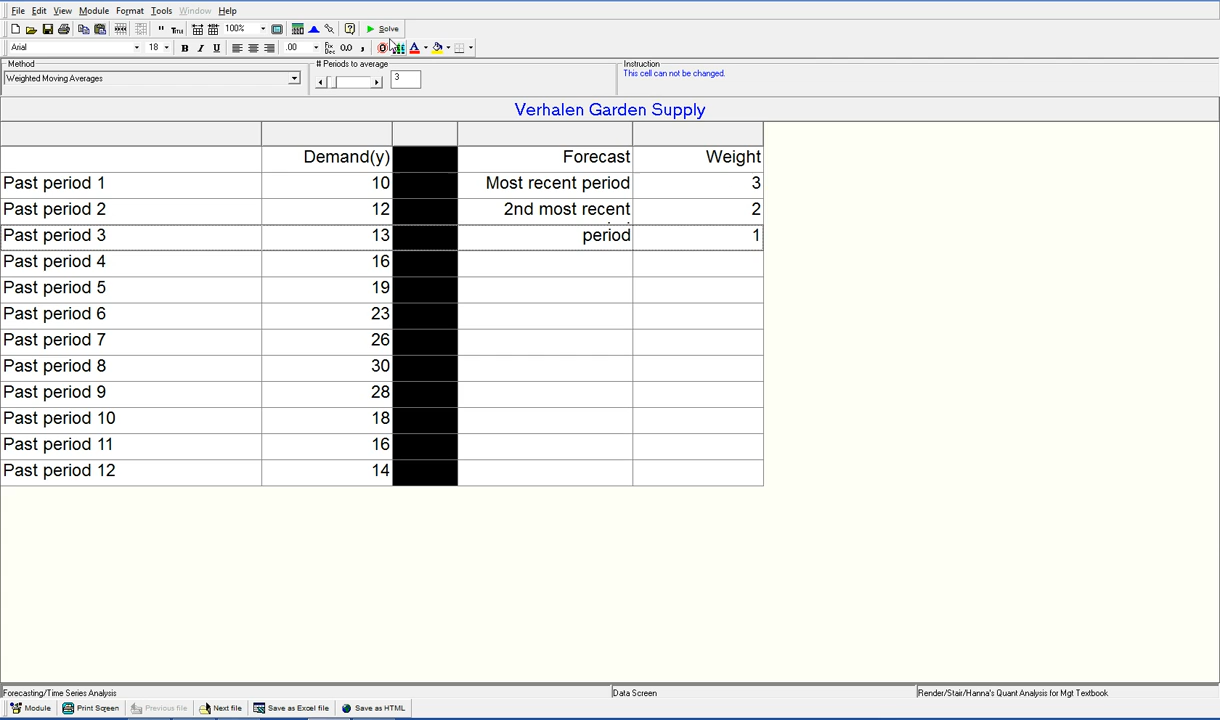 File Edit View Module Format Tools Window Help
100% Solve
Arial 18 B I U .00 Fix Dec 0.0 ,
Method # Periods to average Instruction
Weighted Moving Averages 3 This cell can not be changed.
Verhalen Garden Supply
Demand(y) Forecast Weight
Past period 1 10 Most recent period 3
Past period 2 12 2nd most recent 2
Past period 3 13 period 1
Past period 4 16
Past period 5 19
Past period 6 23
Past period 7 26
Past period 8 30
Past period 9 28
Past period 10 18
Past period 11 16
Past period 12 14
Forecasting/Time Series Analysis Data Screen Render/Stair/Hanna's Quant Analysis for Mgt Textbook
Module Print Screen Previous file Next file Save as Excel file Save as HTML